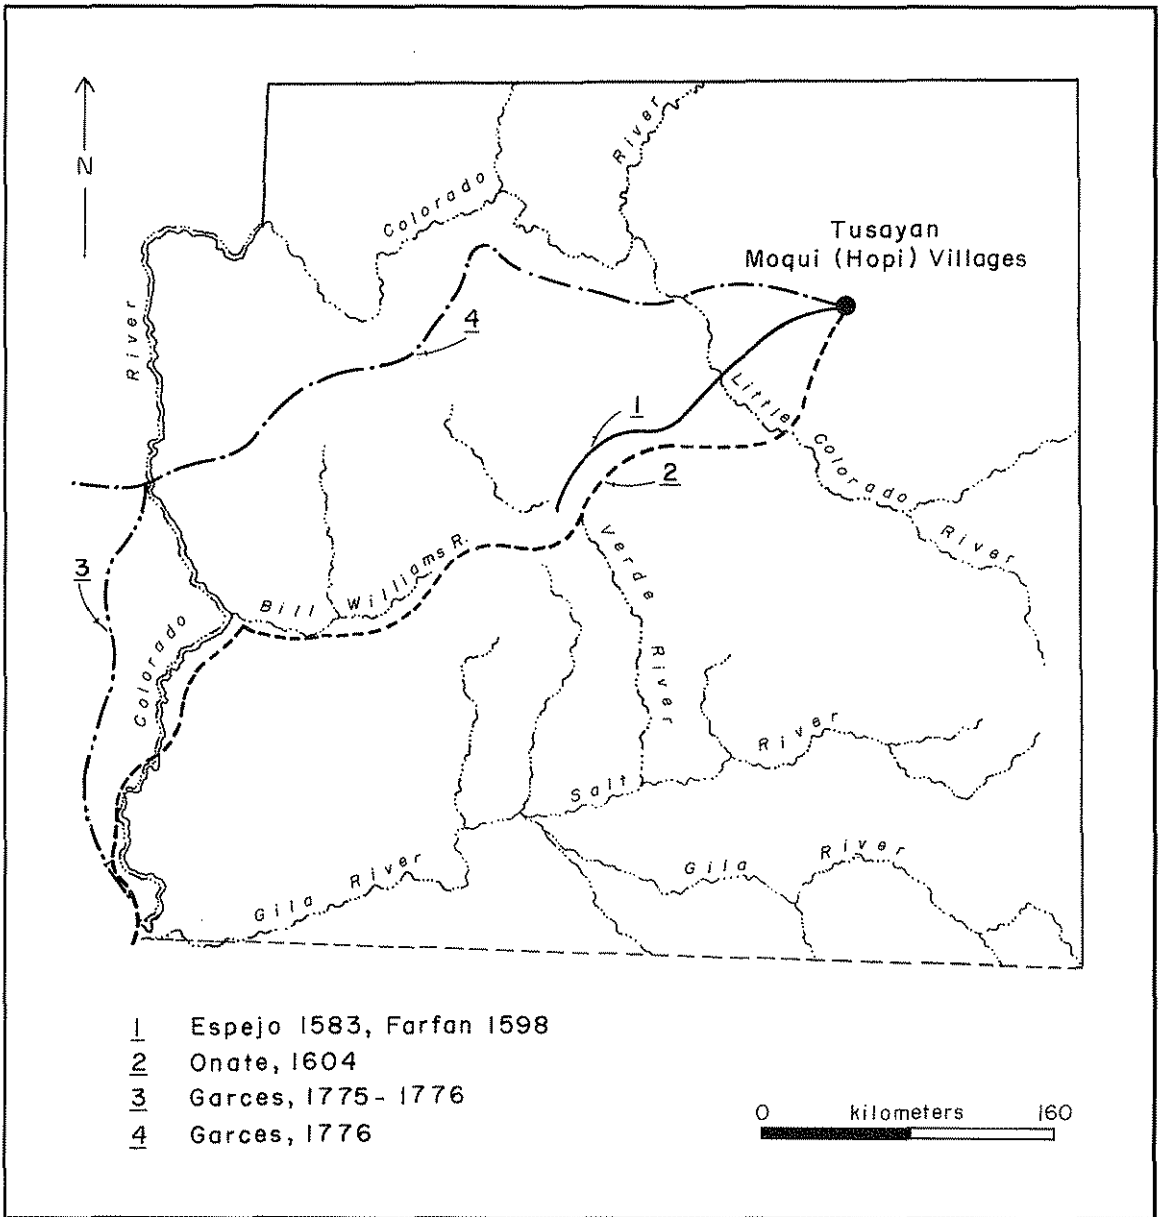 N
River
Colorado
Tusayan
Moqui (Hopi) Villages
River
4
1
2
Little Colorado River
3
Bill Williams R.
Verde River
Colorado
Salt River
Gila River
Gila River
1 Espejo 1583, Farfan 1598
2 Onate, 1604
3 Garces, 1775- 1776
4 Garces, 1776
0 kilometers 160